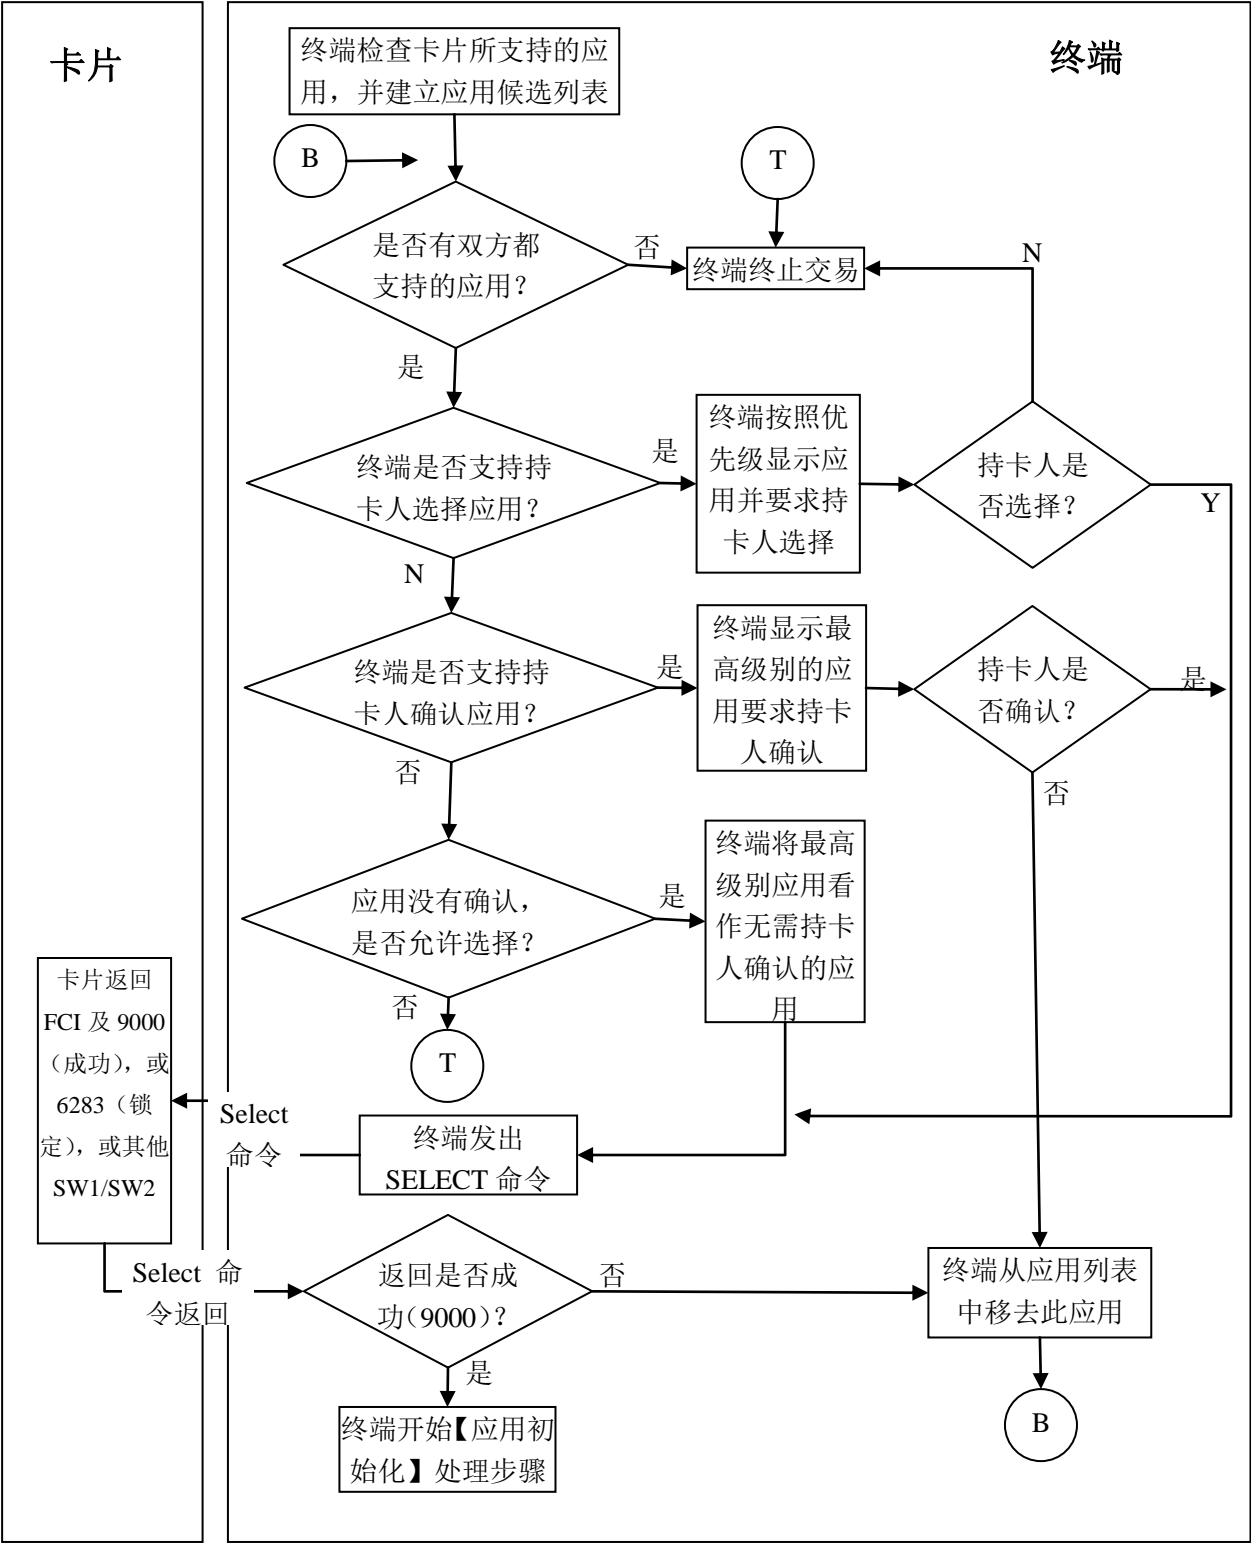 卡片
终端
终端检查卡片所支持的应
用，并建立应用候选列表
B
T
是否有双方都
支持的应用？
否
终端终止交易
N
是
终端是否支持持
卡人选择应用？
是
终端按照优
先级显示应
用并要求持
卡人选择
持卡人是
否选择？
Y
N
终端是否支持持
卡人确认应用？
是
终端显示最
高级别的应
用要求持卡
人确认
持卡人是
否确认？
是
否
否
应用没有确认，
是否允许选择？
是
终端将最高
级别应用看
作无需持卡
人确认的应
用
否
T
卡片返回
FCI 及 9000
（成功），或
6283（锁
定），或其他
SW1/SW2
Select
命令
终端发出
SELECT 命令
Select 命
令返回
返回是否成
功（9000）？
否
终端从应用列表
中移去此应用
是
B
终端开始【应用初
始化】处理步骤